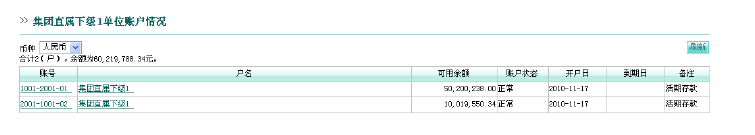 >> 集团直属下级1单位账户情况
币种 人民币 刷新
合计2(户),余额为60,219,788.34元。
账号 户名 可用余额 账户状态 开户日 到期日 备注
1001-2001-01 集团直属下级1 50,200,238.00 正常 2010-11-17 活期存款
2001-1001-02 集团直属下级1 10,019,550.34 正常 2010-11-17 活期存款